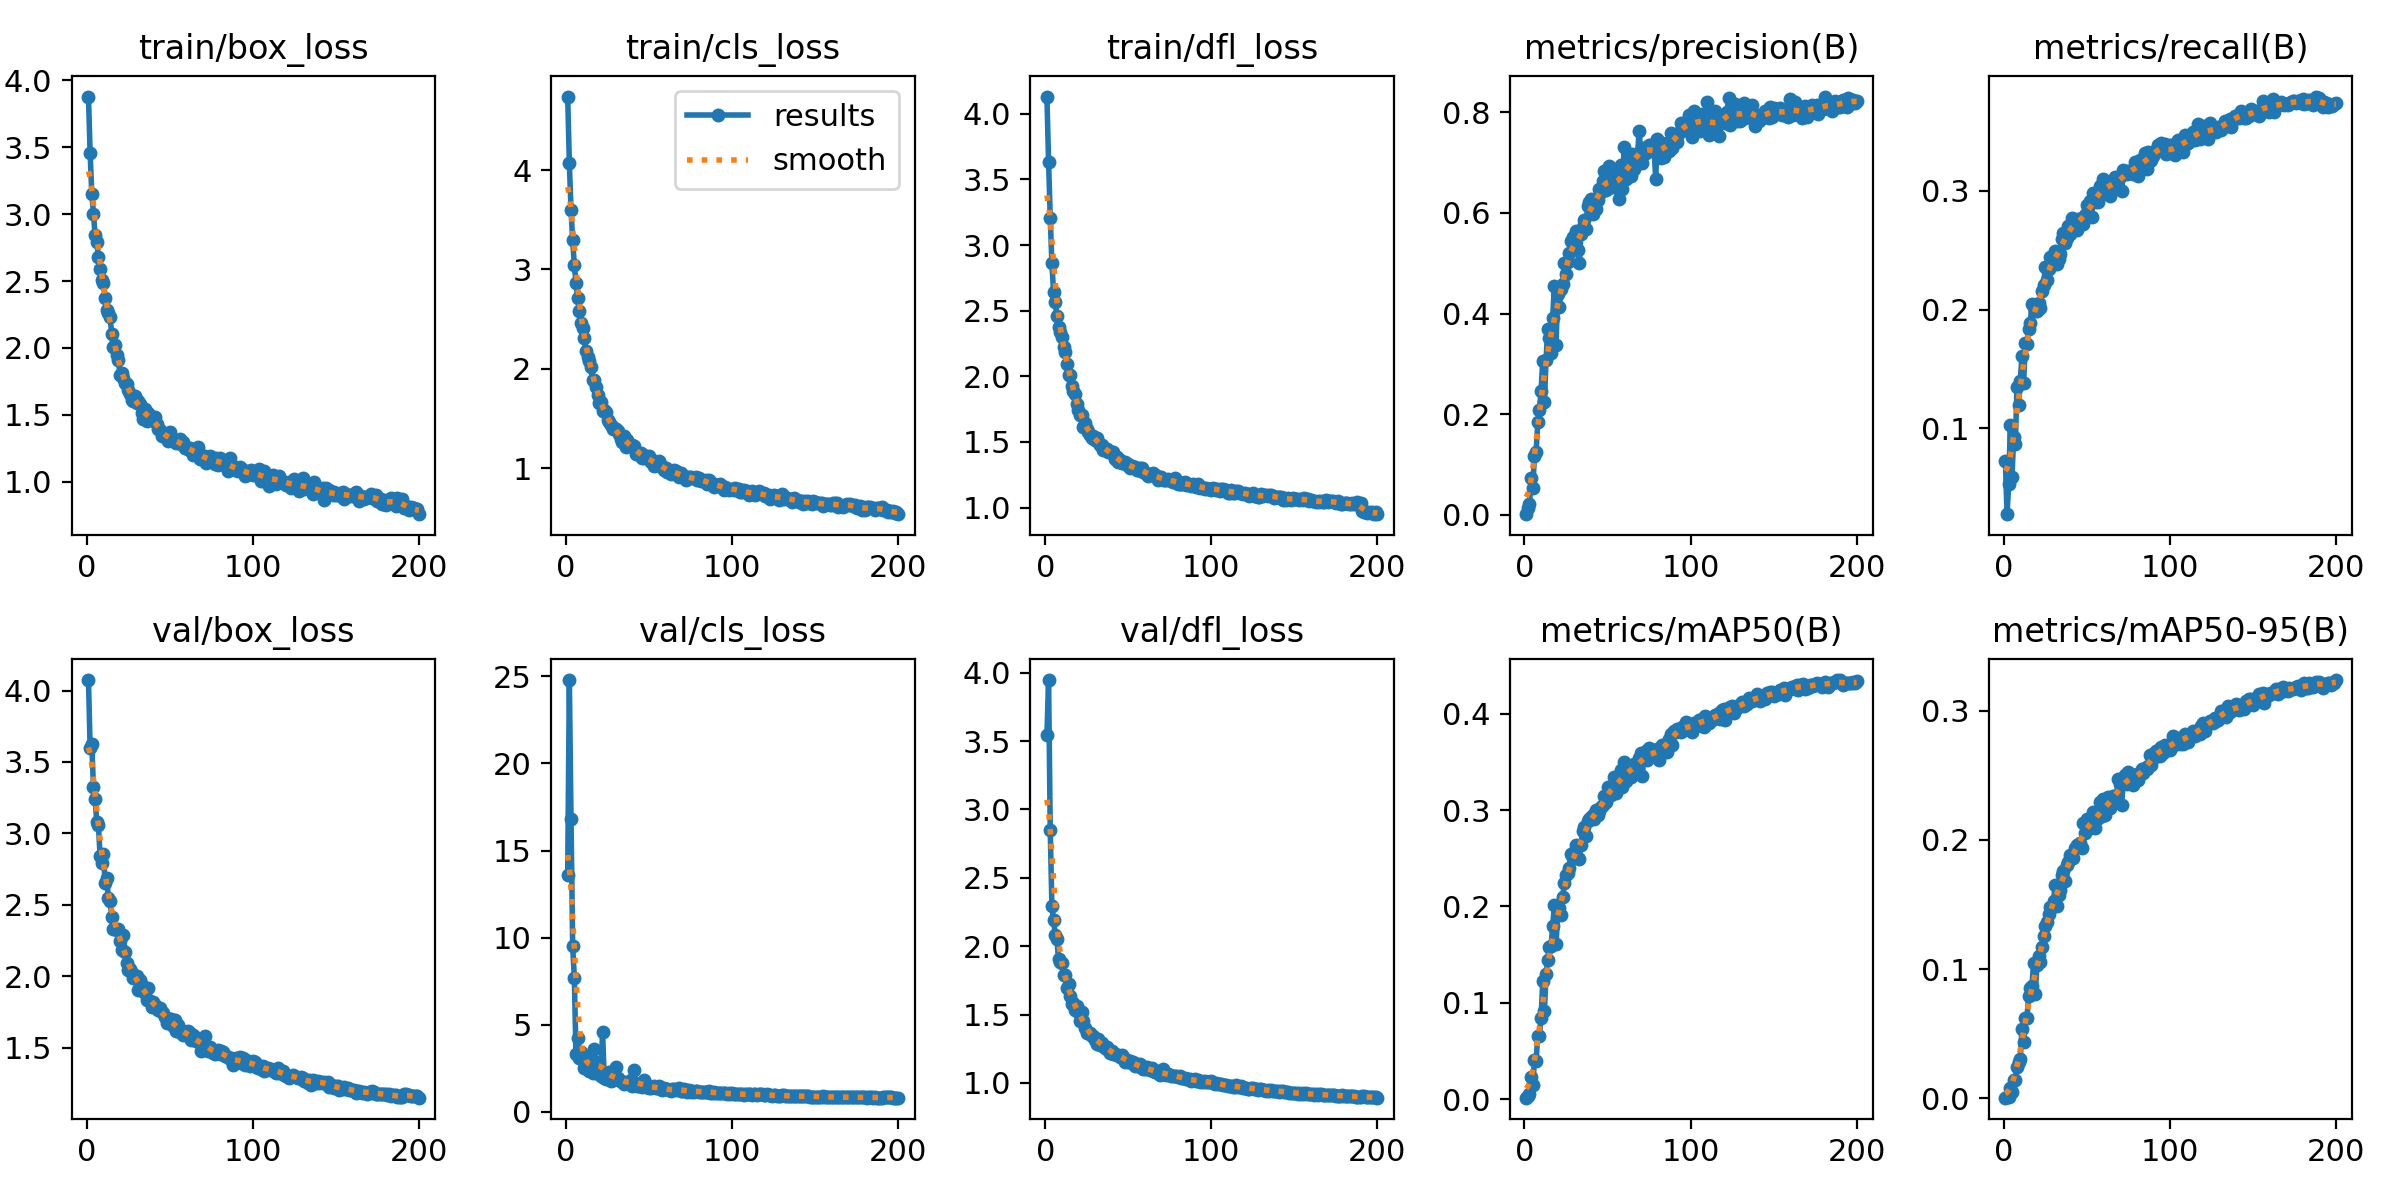 train/box_loss
4.0
3.5
3.0
2.5
2.0
1.5
1.0
0 100 200
train/cls_loss
results
smooth
4
3
2
1
0 100 200
train/dfl_loss
4.0
3.5
3.0
2.5
2.0
1.5
1.0
0 100 200
metrics/precision(B)
0.8
0.6
0.4
0.2
0.0
0 100 200
metrics/recall(B)
0.3
0.2
0.1
0 100 200
val/box_loss
4.0
3.5
3.0
2.5
2.0
1.5
0 100 200
val/cls_loss
25
20
15
10
5
0
0 100 200
val/dfl_loss
4.0
3.5
3.0
2.5
2.0
1.5
1.0
0 100 200
metrics/mAP50(B)
0.4
0.3
0.2
0.1
0.0
0 100 200
metrics/mAP50-95(B)
0.3
0.2
0.1
0.0
0 100 200